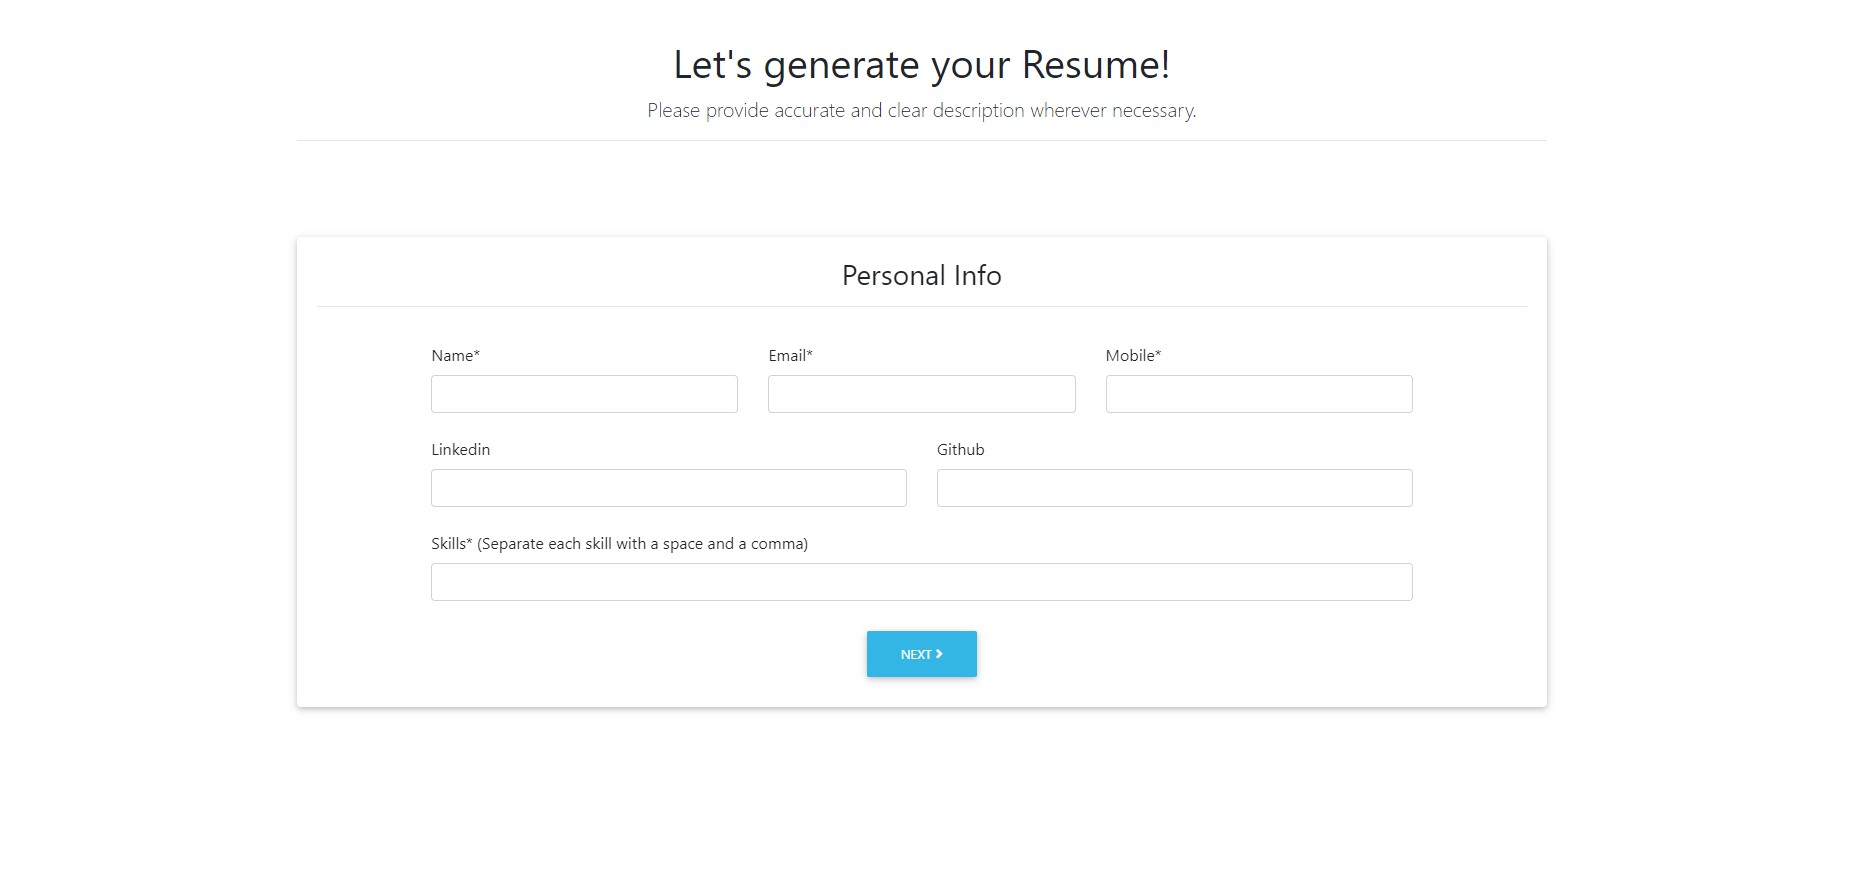 Let's generate your Resume!
Please provide accurate and clear description wherever necessary.
Personal Info
Name* Email* Mobile*
Linkedin Github
Skills* (Separate each skill with a space and a comma)
NEXT